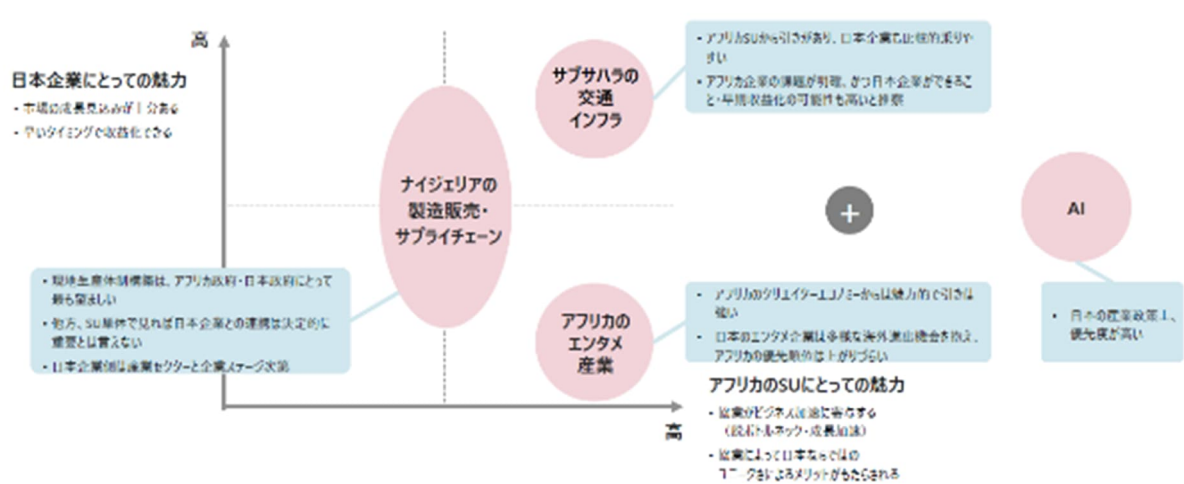 高
日本企業にとっての魅力
・市場の成長見込みが十分ある
・早いタイミングで収益化できる
サブサハラの
交通
インフラ
・アフリカSUから引きがあり、日本企業も比較的乗りや
すい
・アフリカ企業の課題が明確、かつ日本企業ができるこ
と・早期収益化の可能性も高いと推察
ナイジェリアの
製造販売・
サプライチェーン
+
AI
・現地生産体制構築は、アフリカ政府・日本政府にとって
最も望ましい
・他方、SU単体で見れば日本企業との連携は決定的に
重要とは言えない
・日本企業側は産業セクターと企業ステージ次第
アフリカの
エンタメ
産業
・アフリカのクリエイターエコノミーからは魅力的で引きは
強い
・日本のエンタメ企業は多様な海外進出機会を抱え、
アフリカの優先順位は上がりづらい
・日本の産業政策上、
優先度が高い
アフリカのSUにとっての魅力
・協業がビジネス加速に寄与する
（脱ボトルネック・成長加速）
・協業によって日本ならではの
ユニークさによるメリットがもたらされる
高